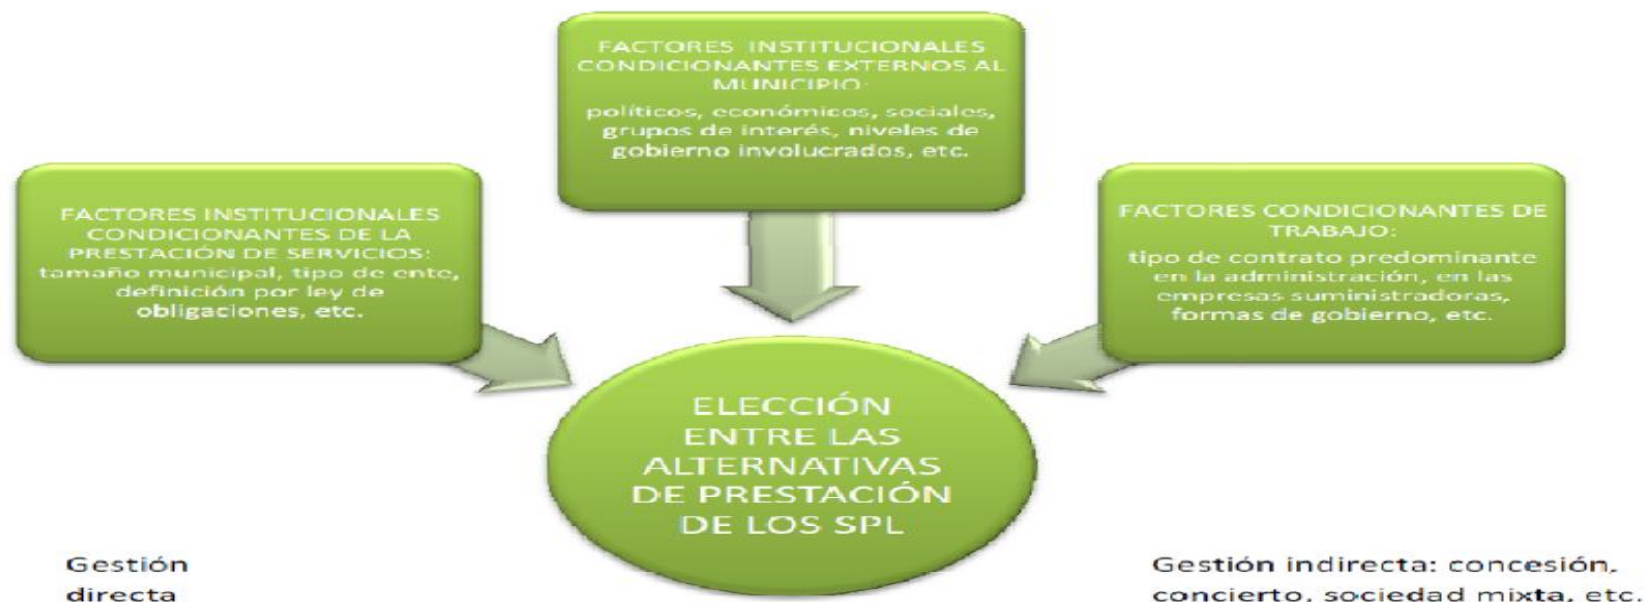 FACTORES INSTITUCIONALES
CONDICIONANTES EXTERNOS AL
MUNICIPIO:
políticos, económicos, sociales,
grupos de interés, niveles de
gobierno involucrados, etc.
FACTORES INSTITUCIONALES
CONDICIONANTES DE LA
PRESTACIÓN DE SERVICIOS:
tamaño municipal, tipo de ente,
definición por ley de
obligaciones, etc.
FACTORES CONDICIONANTES DE
TRABAJO:
tipo de contrato predominante
en la administración, en las
empresas suministradoras,
formas de gobierno, etc.
ELECCIÓN
ENTRE LAS
ALTERNATIVAS
DE PRESTACIÓN
DE LOS SPL
Gestión
directa
Gestión indirecta: concesión,
concierto, sociedad mixta, etc.